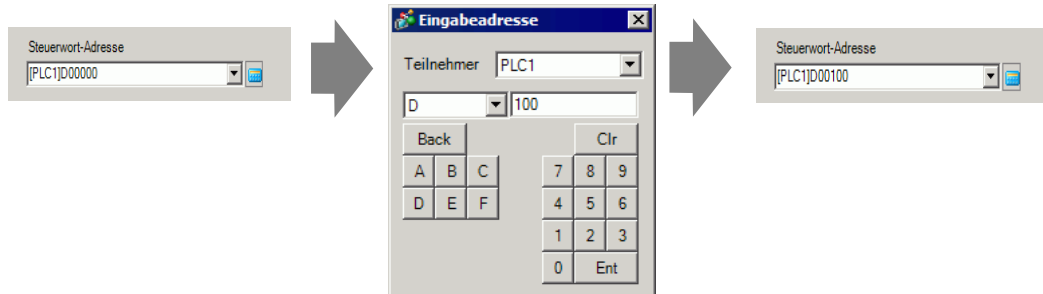 Steuerwort-Adresse
[PLC1]D00000
Eingabeadresse
Teilnehmer PLC1
D 100
Back Clr
A B C 7 8 9
D E F 4 5 6
1 2 3
0 Ent
Steuerwort-Adresse
[PLC1]D00100